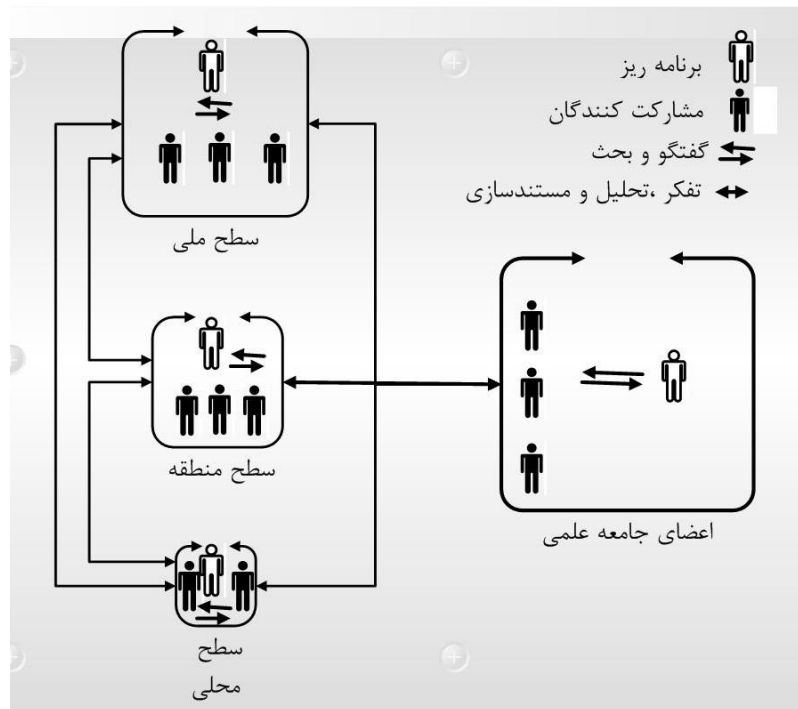 برنامه ریز
مشارکت کنندگان
گفتگو و بحث
تفکر ،تحلیل و مستندسازی
سطح ملی
سطح منطقه
اعضای جامعه علمی
سطح
محلی